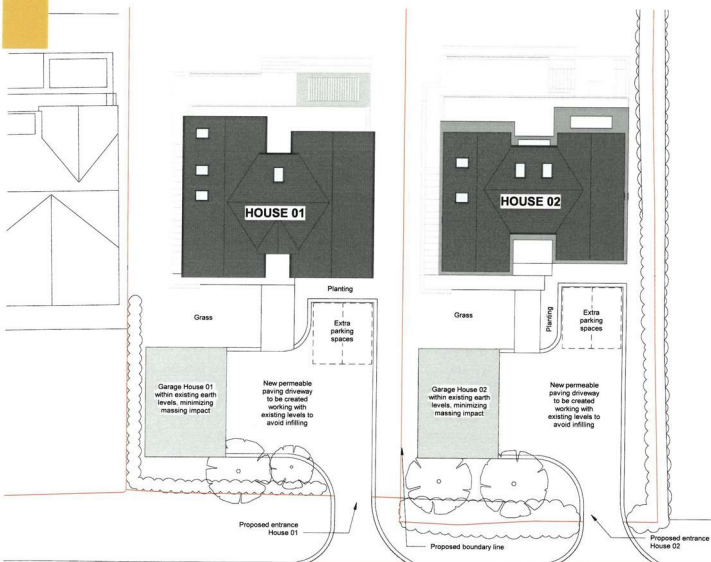 HOUSE 01
HOUSE 02
Planting
Grass
Extra
parking
spaces
Grass
Planting
Extra
parking
spaces
Garage House 01
within existing earth
levels, minimizing
massing impact
New permeable
paving driveway
to be created
working with
existing levels to
avoid infilling
Garage House 02
within existing earth
levels, minimizing
massing impact
New permeable
paving driveway
to be created
working with
existing levels to
avoid infilling
Proposed entrance
House 01
Proposed boundary line
Proposed entrance
House 02